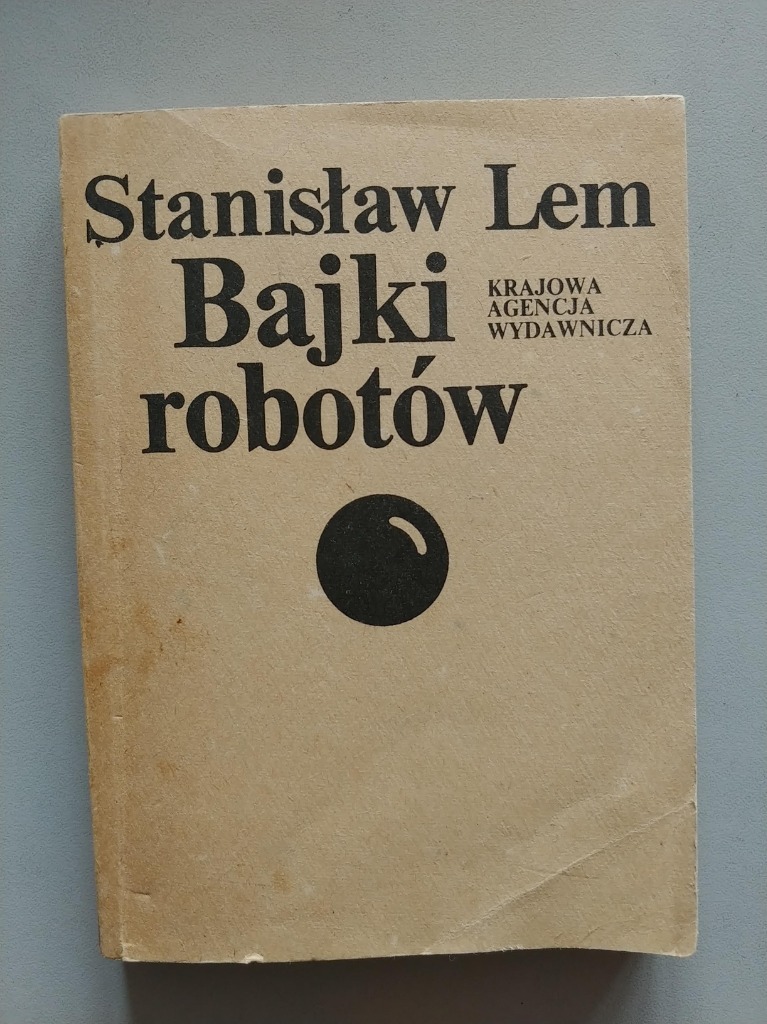 Stanisław Lem
Bajki
robotów
KRAJOWA
AGENCJA
WYDAWNICZA